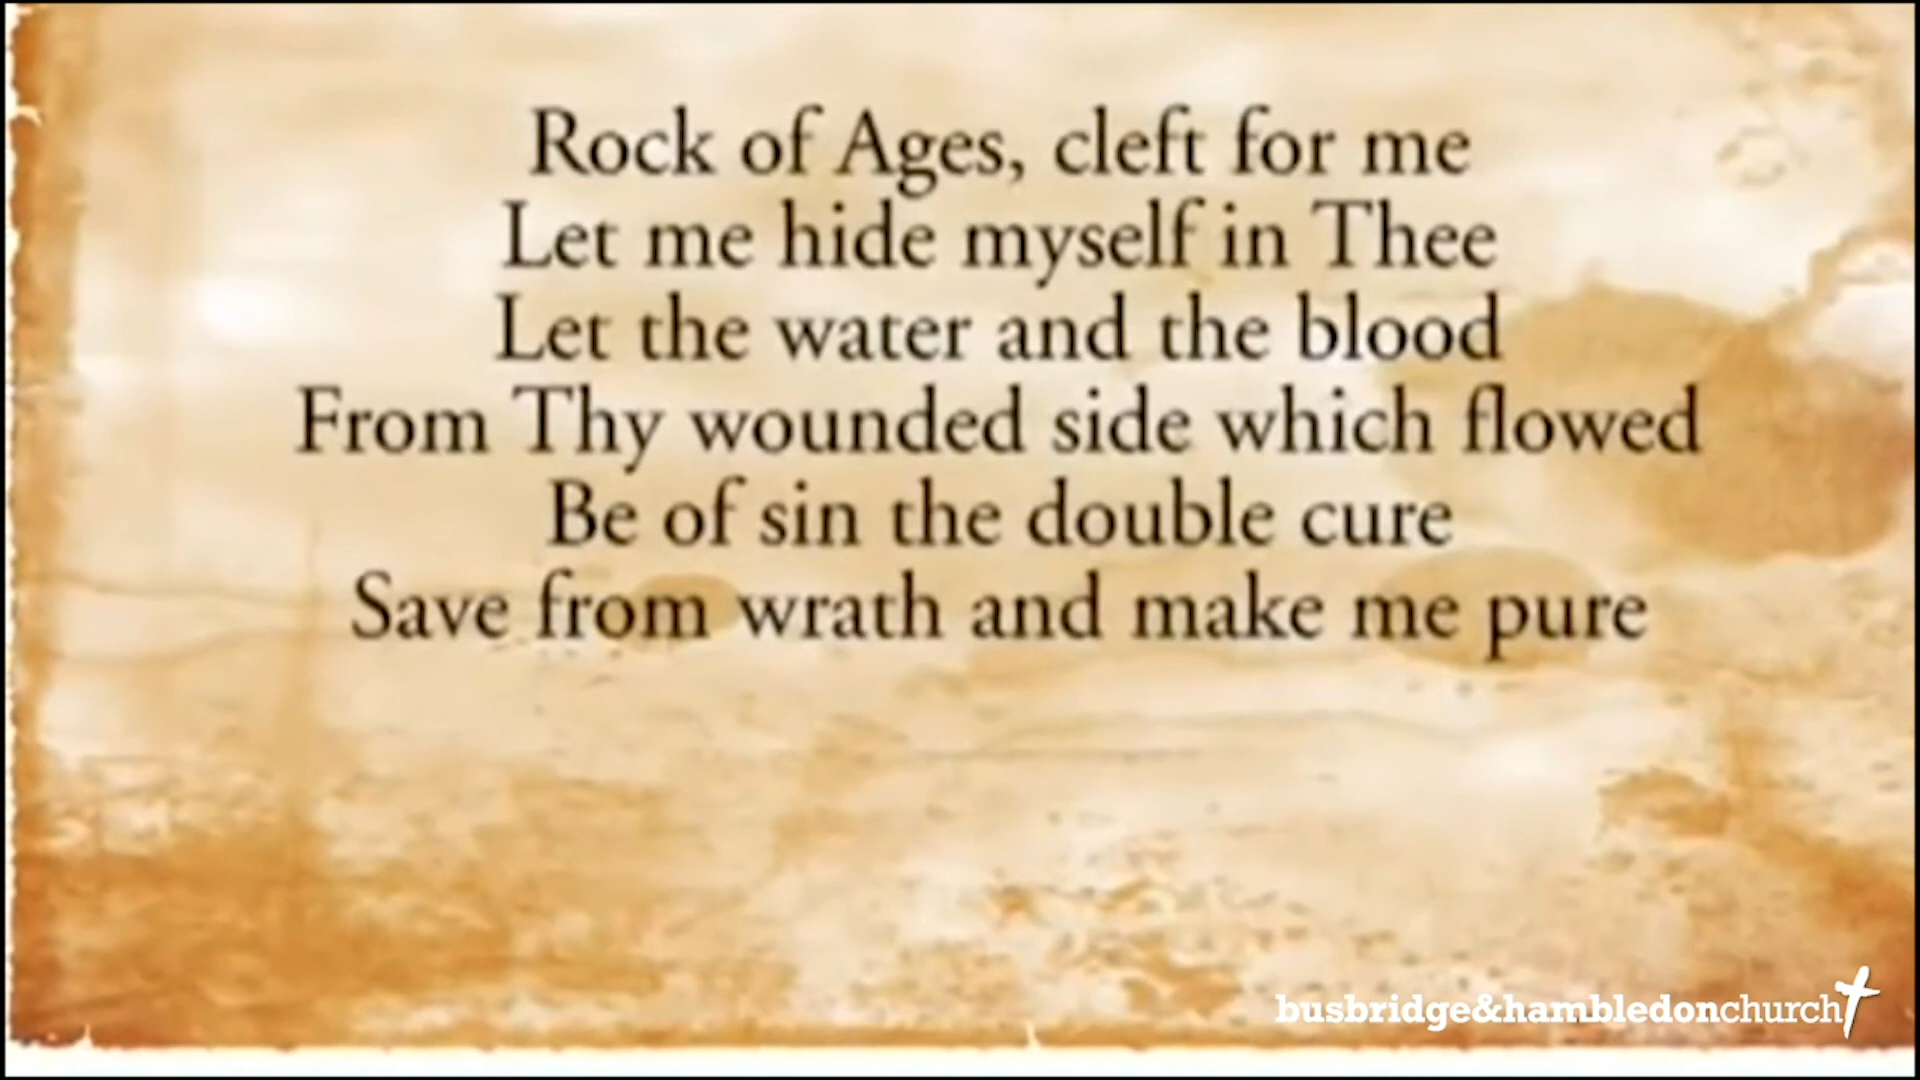 Rock of Ages, cleft for me
Let me hide myself in Thee
Let the water and the blood
From Thy wounded side which flowed
Be of sin the double cure
Save from wrath and make me pure
busbridge&hambledonchurch